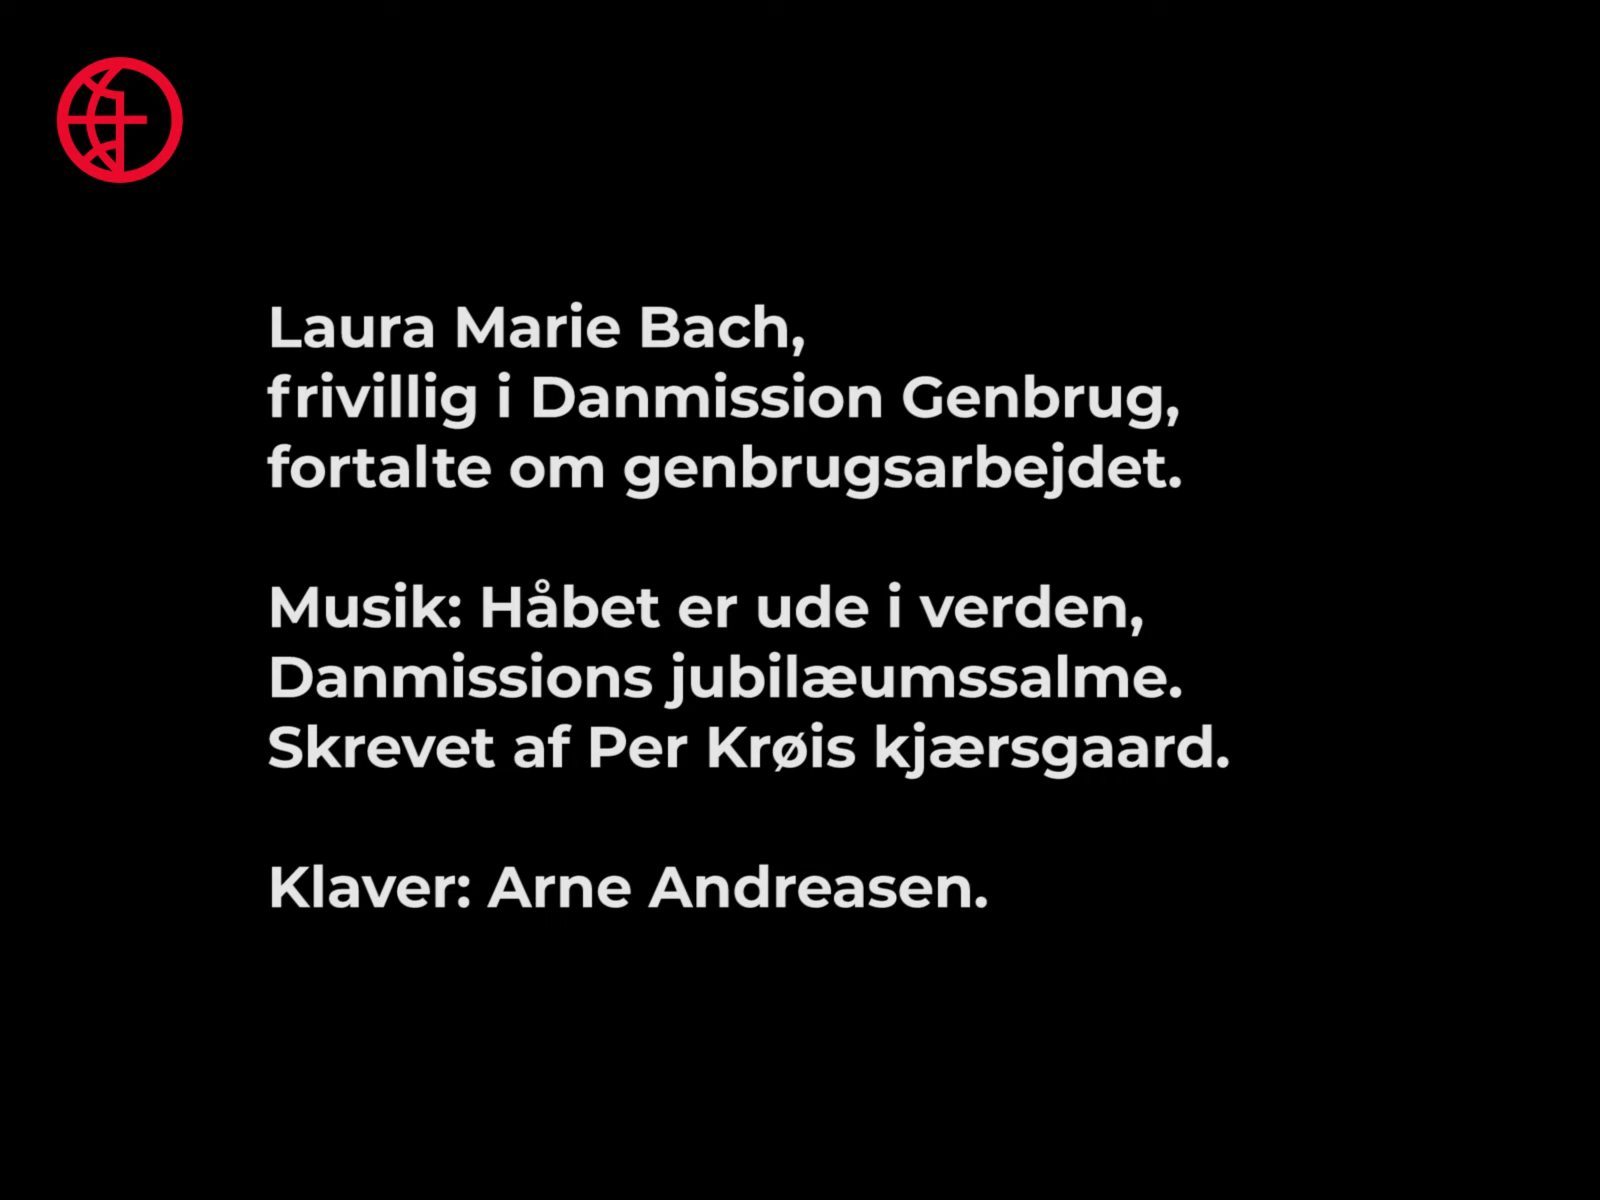 Laura Marie Bach,
frivillig i Danmission Genbrug,
fortalte om genbrugsarbejdet.
Musik: Håbet er ude i verden,
Danmissions jubilæumssalme.
Skrevet af Per Krøis kjærsgaard.
Klaver: Arne Andreasen.